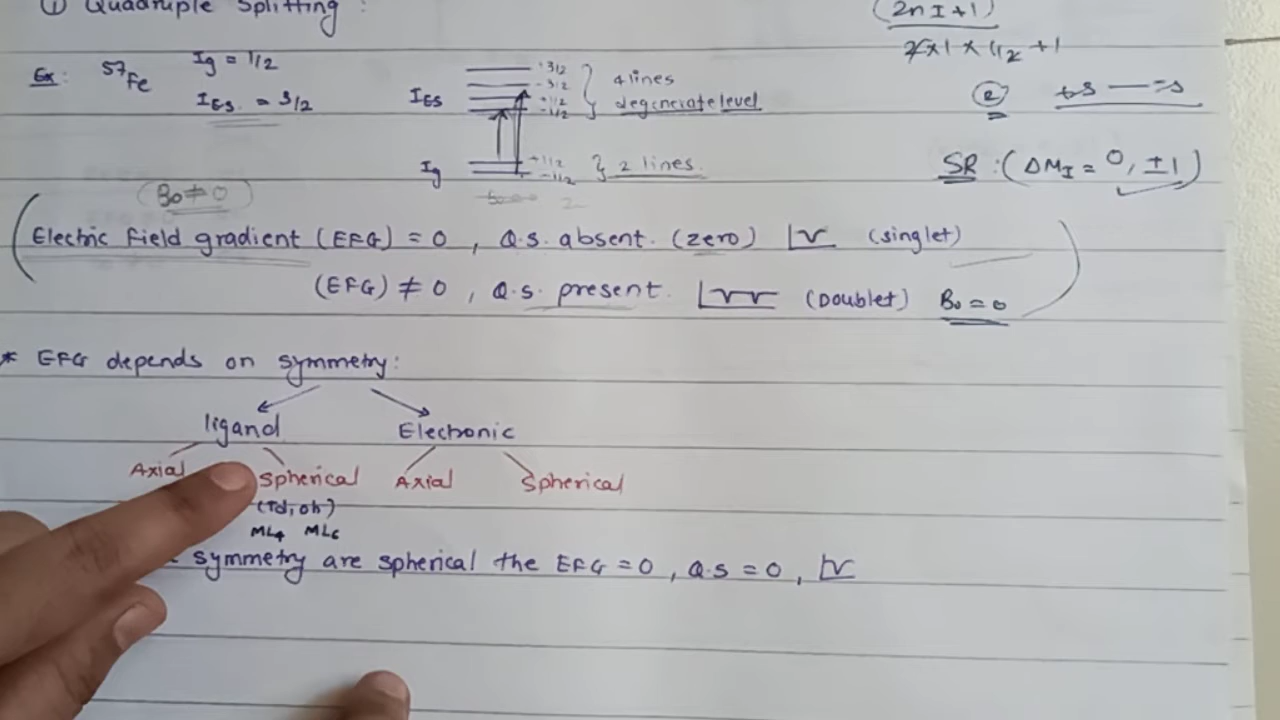 ① Quadruple Splitting :
(2nI+1)
2×1 × 1/2 +1
Ex: 57Fe Ig = 1/2
IES. = 3/2
IES
+3/2
-3/2
+1/2
-1/2
4 lines
degenerate level
② +s — =s
Ig
+1/2
-1/2
2 lines.
SR : (ΔMI = 0, ±1)
B0 ≠ 0
Electric field gradient (EFG) = 0 , Q.S. absent. (zero) (singlet)
(EFG) ≠ 0 , Q.S. present. (Doublet) B0 = 0
* EFG depends on symmetry:
ligand Electronic
Axial Spherical Axial Spherical
(Td, oh)
ML4 ML6
symmetry are spherical the EFG = 0 , Q.S = 0 ,